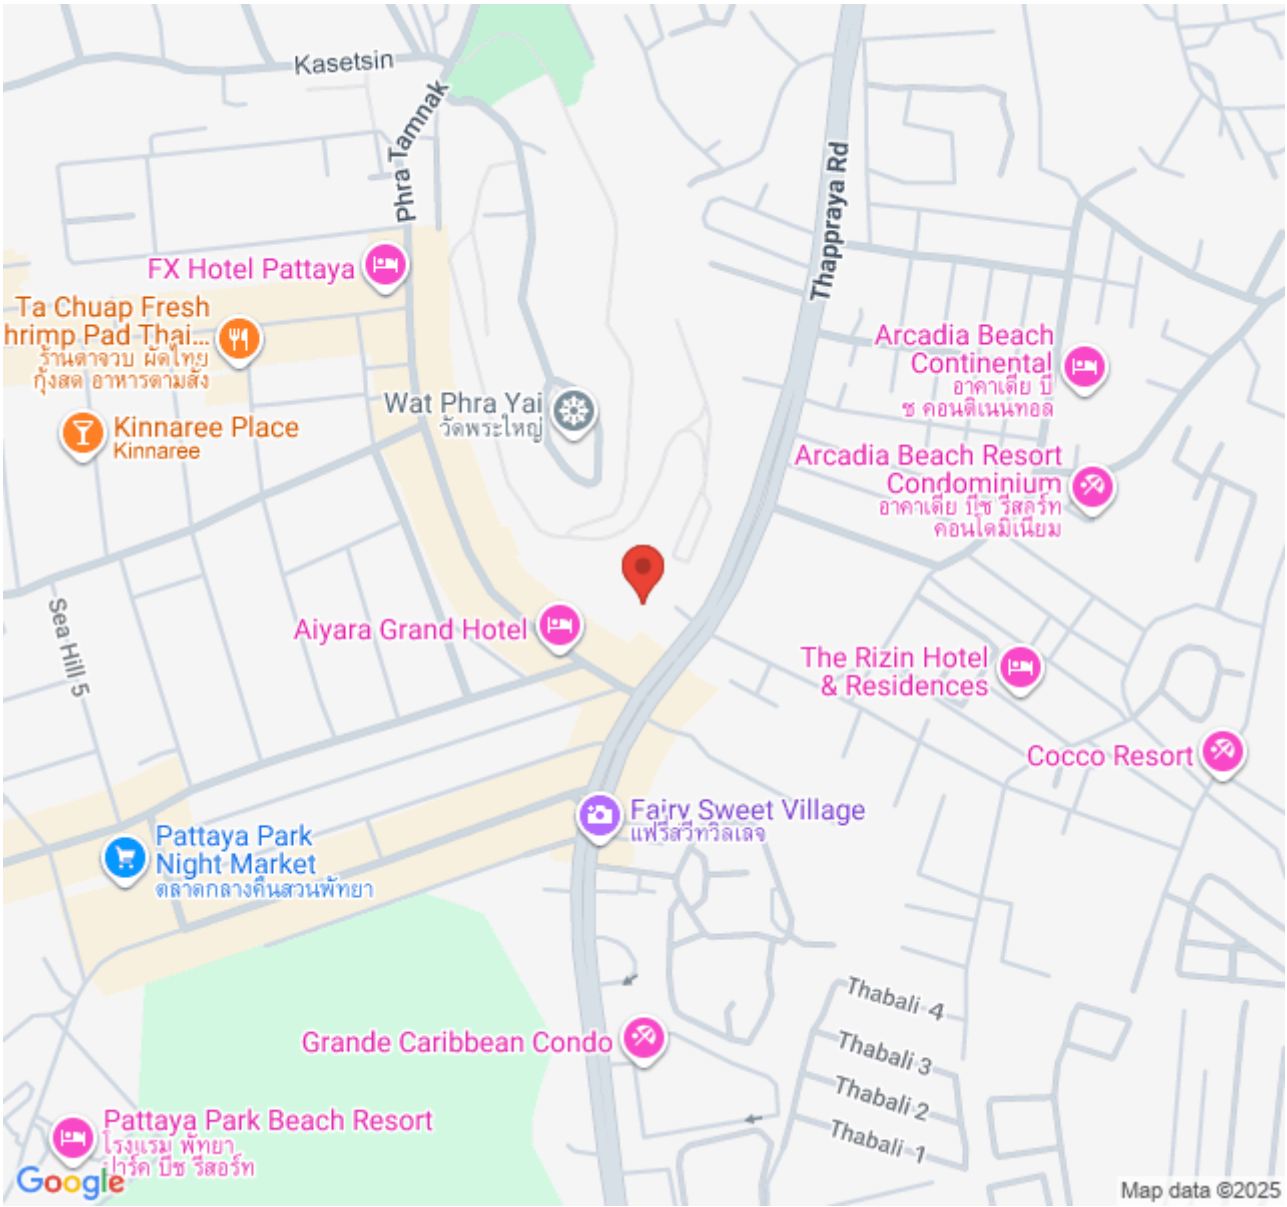 Kasetsin
Phra Tamnak
Thappraya Rd
FX Hotel Pattaya
Ta Chuap Fresh
hrimp Pad Thai...
ร้านตาจวบ ผัดไทย
กุ้งสด อาหารตามสั่ง
Kinnaree Place
Kinnaree
Wat Phra Yai
วัดพระใหญ่
Arcadia Beach
Continental
อาคาเดีย บี
ช คอนติเนนทอล
Arcadia Beach Resort
Condominium
อาคาเดีย บีช รีสอร์ท
คอนโดมิเนียม
Sea Hill 5
Aiyara Grand Hotel
The Rizin Hotel
& Residences
Cocco Resort
Fairy Sweet Village
แฟรี่สวีทวิลเลจ
Pattaya Park
Night Market
ตลาดกลางคืนสวนพัทยา
Thabali 4
Grande Caribbean Condo
Thabali 3
Thabali 2
Thabali 1
Pattaya Park Beach Resort
โรงแรม พัทยา
ปาร์ค บีช รีสอร์ท
Google
Map data ©2025